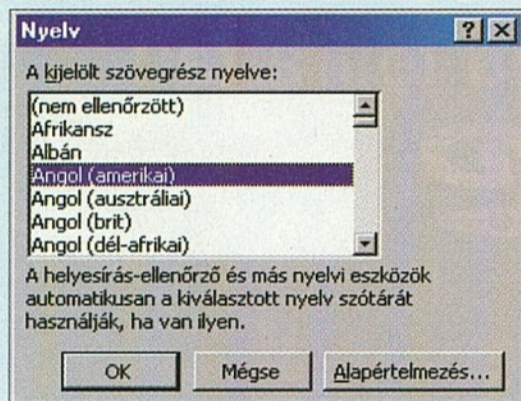 Nyelv
A kijelölt szövegrész nyelve:
(nem ellenőrzött)
Afrikansz
Albán
Angol (amerikai)
Angol (ausztráliai)
Angol (brit)
Angol (dél-afrikai)
A helyesírás-ellenőrző és más nyelvi eszközök
automatikusan a kiválasztott nyelv szótárát
használják, ha van ilyen.
OK Mégse Alapértelmezés...